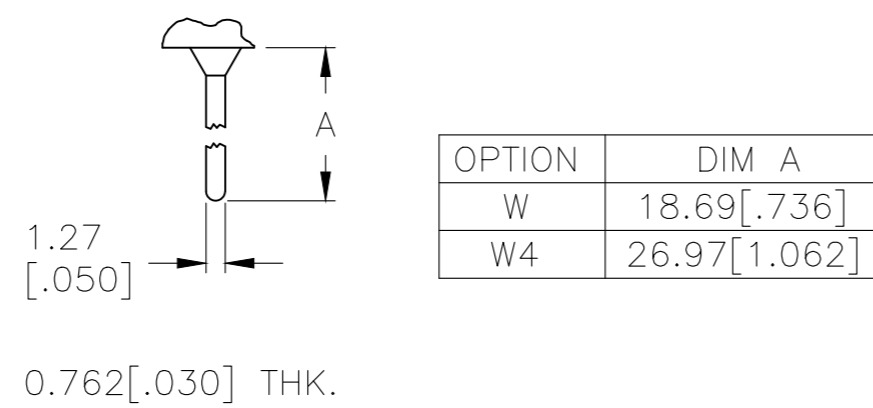 A
1.27
[.050]
0.762[.030] THK.
OPTION DIM A
W 18.69[.736]
W4 26.97[1.062]